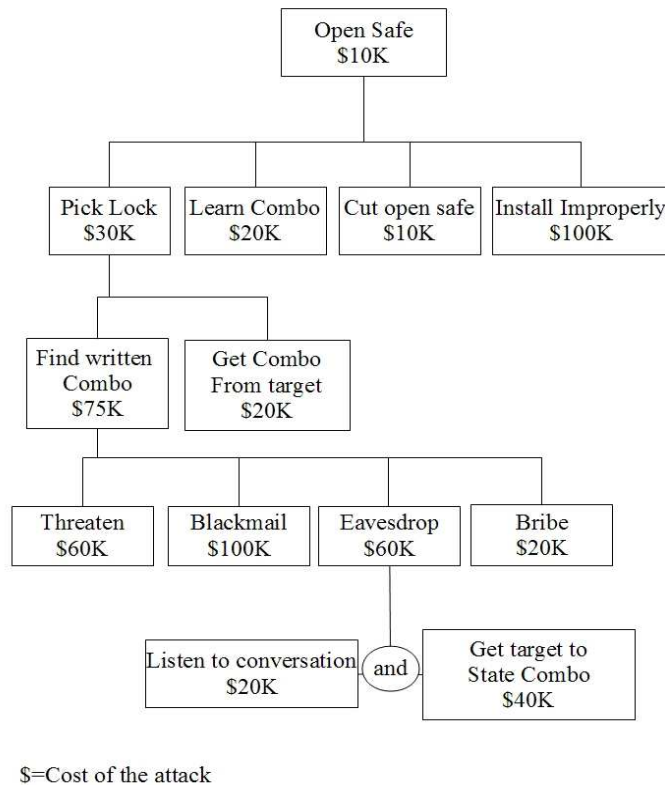 Open Safe
$10K
Pick Lock
$30K
Learn Combo
$20K
Cut open safe
$10K
Install Improperly
$100K
Find written
Combo
$75K
Get Combo
From target
$20K
Threaten
$60K
Blackmail
$100K
Eavesdrop
$60K
Bribe
$20K
Listen to conversation
$20K
and
Get target to
State Combo
$40K
$=Cost of the attack